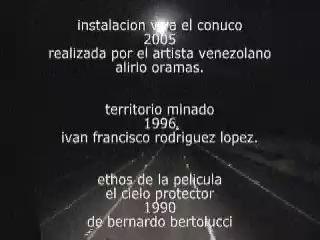 instalacion viva el conuco
2005
realizada por el artista venezolano
alirio oramas.
territorio minado
1996.
ivan francisco rodriguez lopez.
ethos de la pelicula
el cielo protector
1990
de bernardo bertolucci